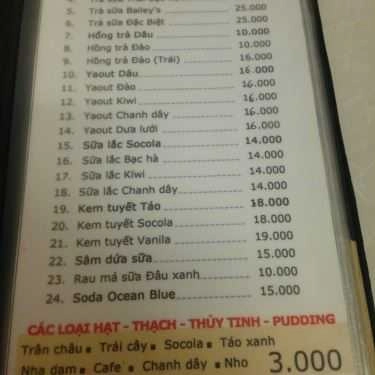 5. Trà sữa Bailey's 25.000
6. Trà sữa Đặc Biệt 25.000
7. Hồng trà Dâu 10.000
8. Hồng trà Đào 10.000
9. Hồng trà Đào (Trái) 16.000
10. Yaout Dâu 16.000
11. Yaout Đào 16.000
12. Yaout Kiwi 16.000
13. Yaout Chanh dây 16.000
14. Yaout Dưa lưới 16.000
15. Sữa lắc Socola 14.000
16. Sữa lắc Bạc hà 14.000
17. Sữa lắc Kiwi 14.000
18. Sữa lắc Chanh dây 14.000
19. Kem tuyết Táo 18.000
20. Kem tuyết Socola 18.000
21. Kem tuyết Vanila 19.000
22. Sâm dứa sữa 15.000
23. Rau má sữa Đâu xanh 10.000
24. Soda Ocean Blue 15.000
CÁC LOẠI HẠT - THẠCH - THỦY TINH - PUDDING
Trân châu ■ Trái cây ■ Socola ■ Táo xanh
Nha đam ■ Cafe ■ Chanh dây ■ Nho 3.000